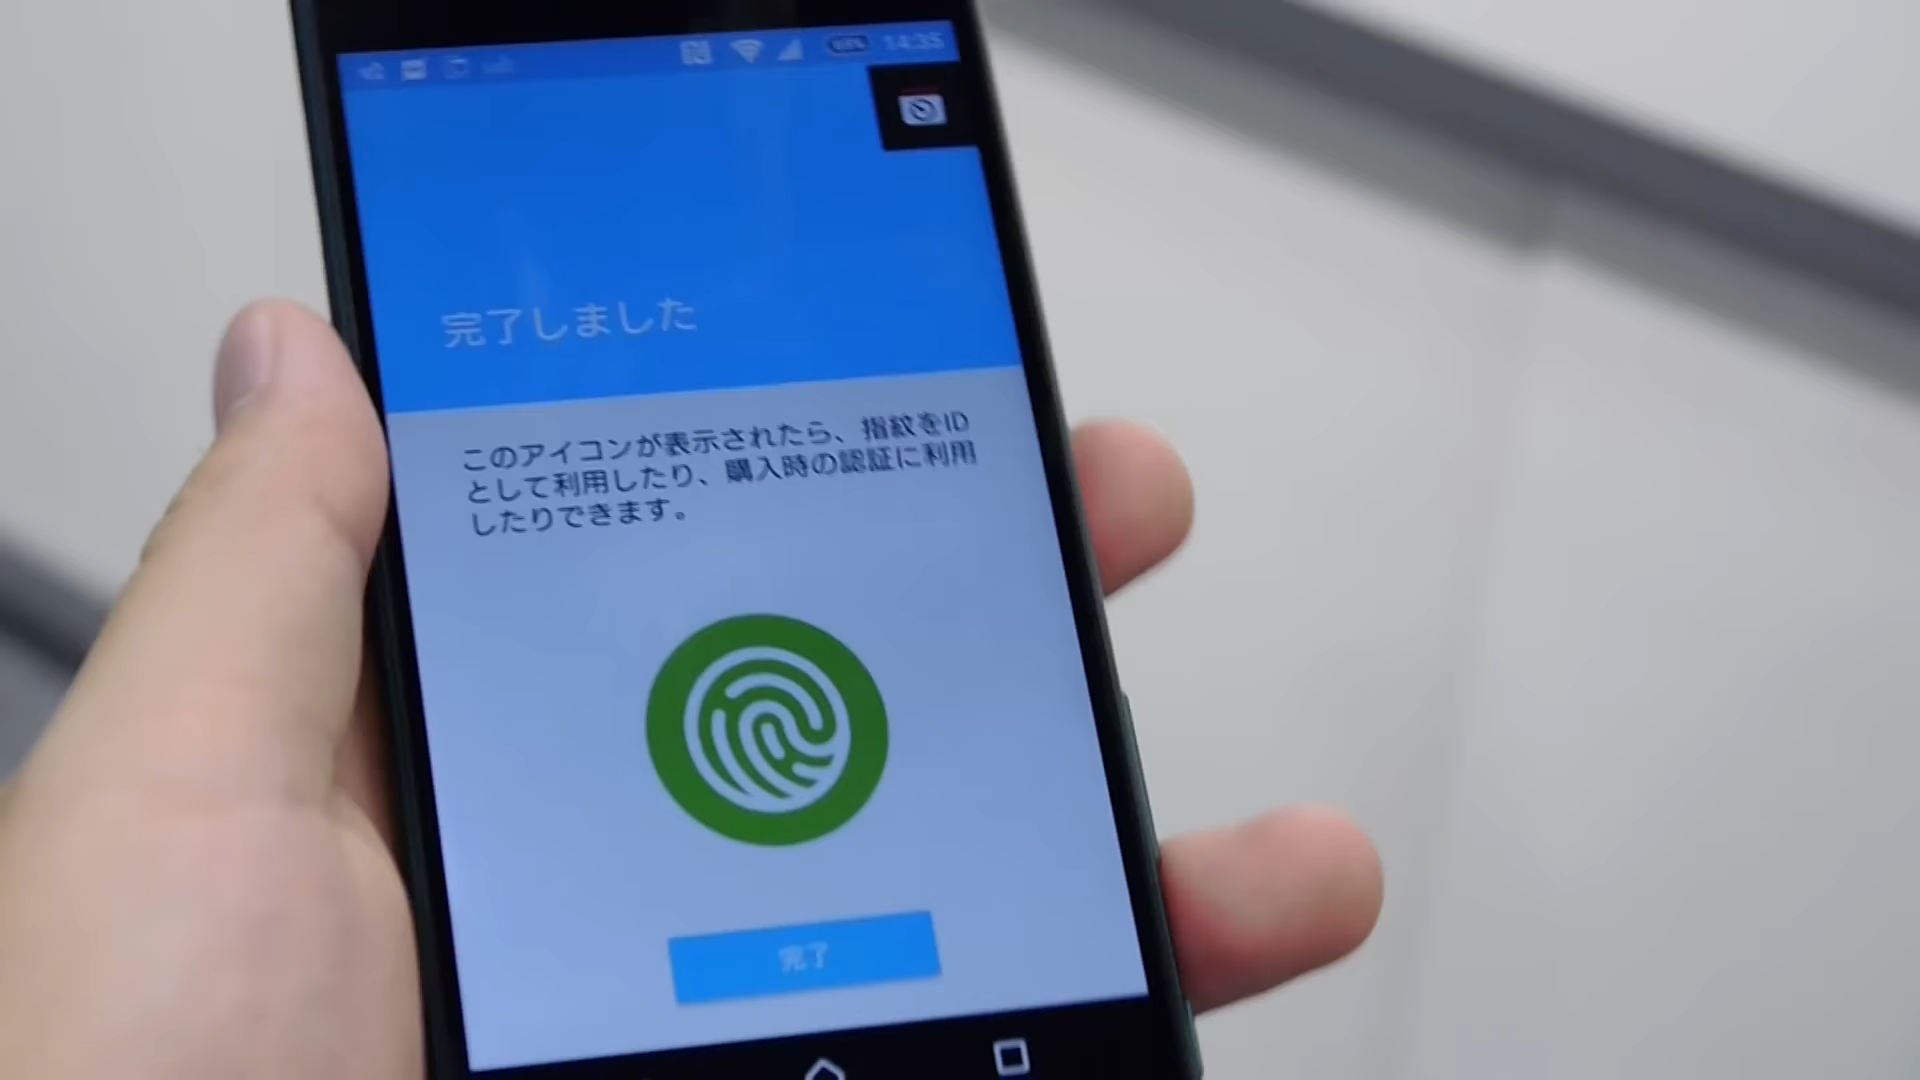 14:35
完了しました
このアイコンが表示されたら、指紋をID
として利用したり、購入時の認証に利用
したりできます。
完了